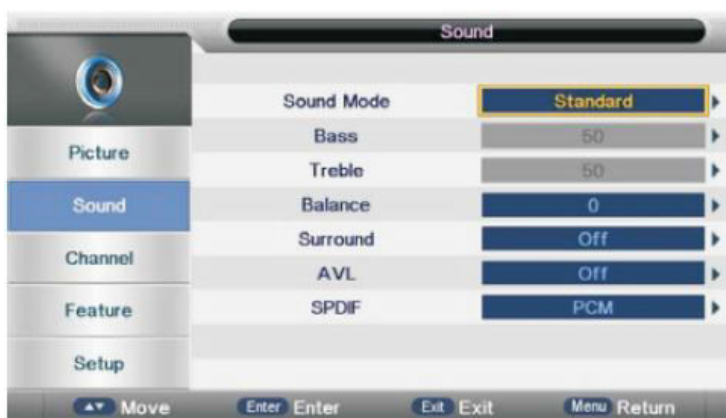 Sound
Picture
Sound
Channel
Feature
Setup
Sound Mode Standard
Bass 50
Treble 50
Balance 0
Surround Off
AVL Off
SPDIF PCM
Move Enter Enter Exit Exit Menu Return